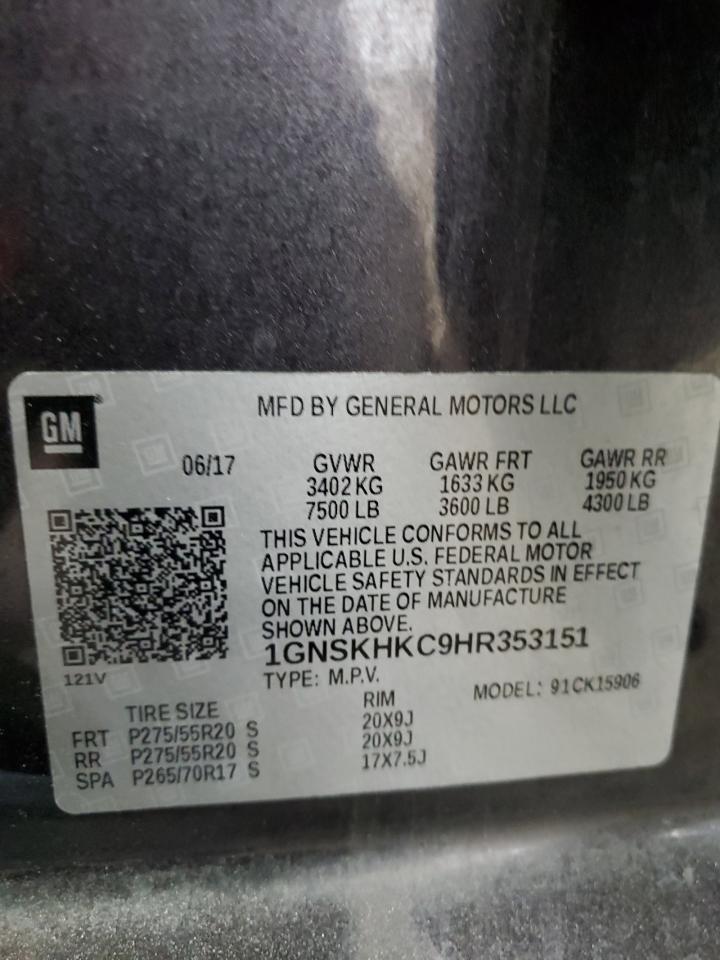 GM
MFD BY GENERAL MOTORS LLC
06/17 GVWR GAWR FRT GAWR RR
3402 KG 1633 KG 1950 KG
7500 LB 3600 LB 4300 LB
THIS VEHICLE CONFORMS TO ALL
APPLICABLE U.S. FEDERAL MOTOR
VEHICLE SAFETY STANDARDS IN EFFECT
ON THE DATE OF MANUFACTURE
SHOWN ABOVE.
1GNSKHKC9HR353151
121V
TYPE: M.P.V. MODEL: 91CK15906
TIRE SIZE RIM
FRT P275/55R20 S 20X9J
RR P275/55R20 S 20X9J
SPA P265/70R17 S 17X7.5J